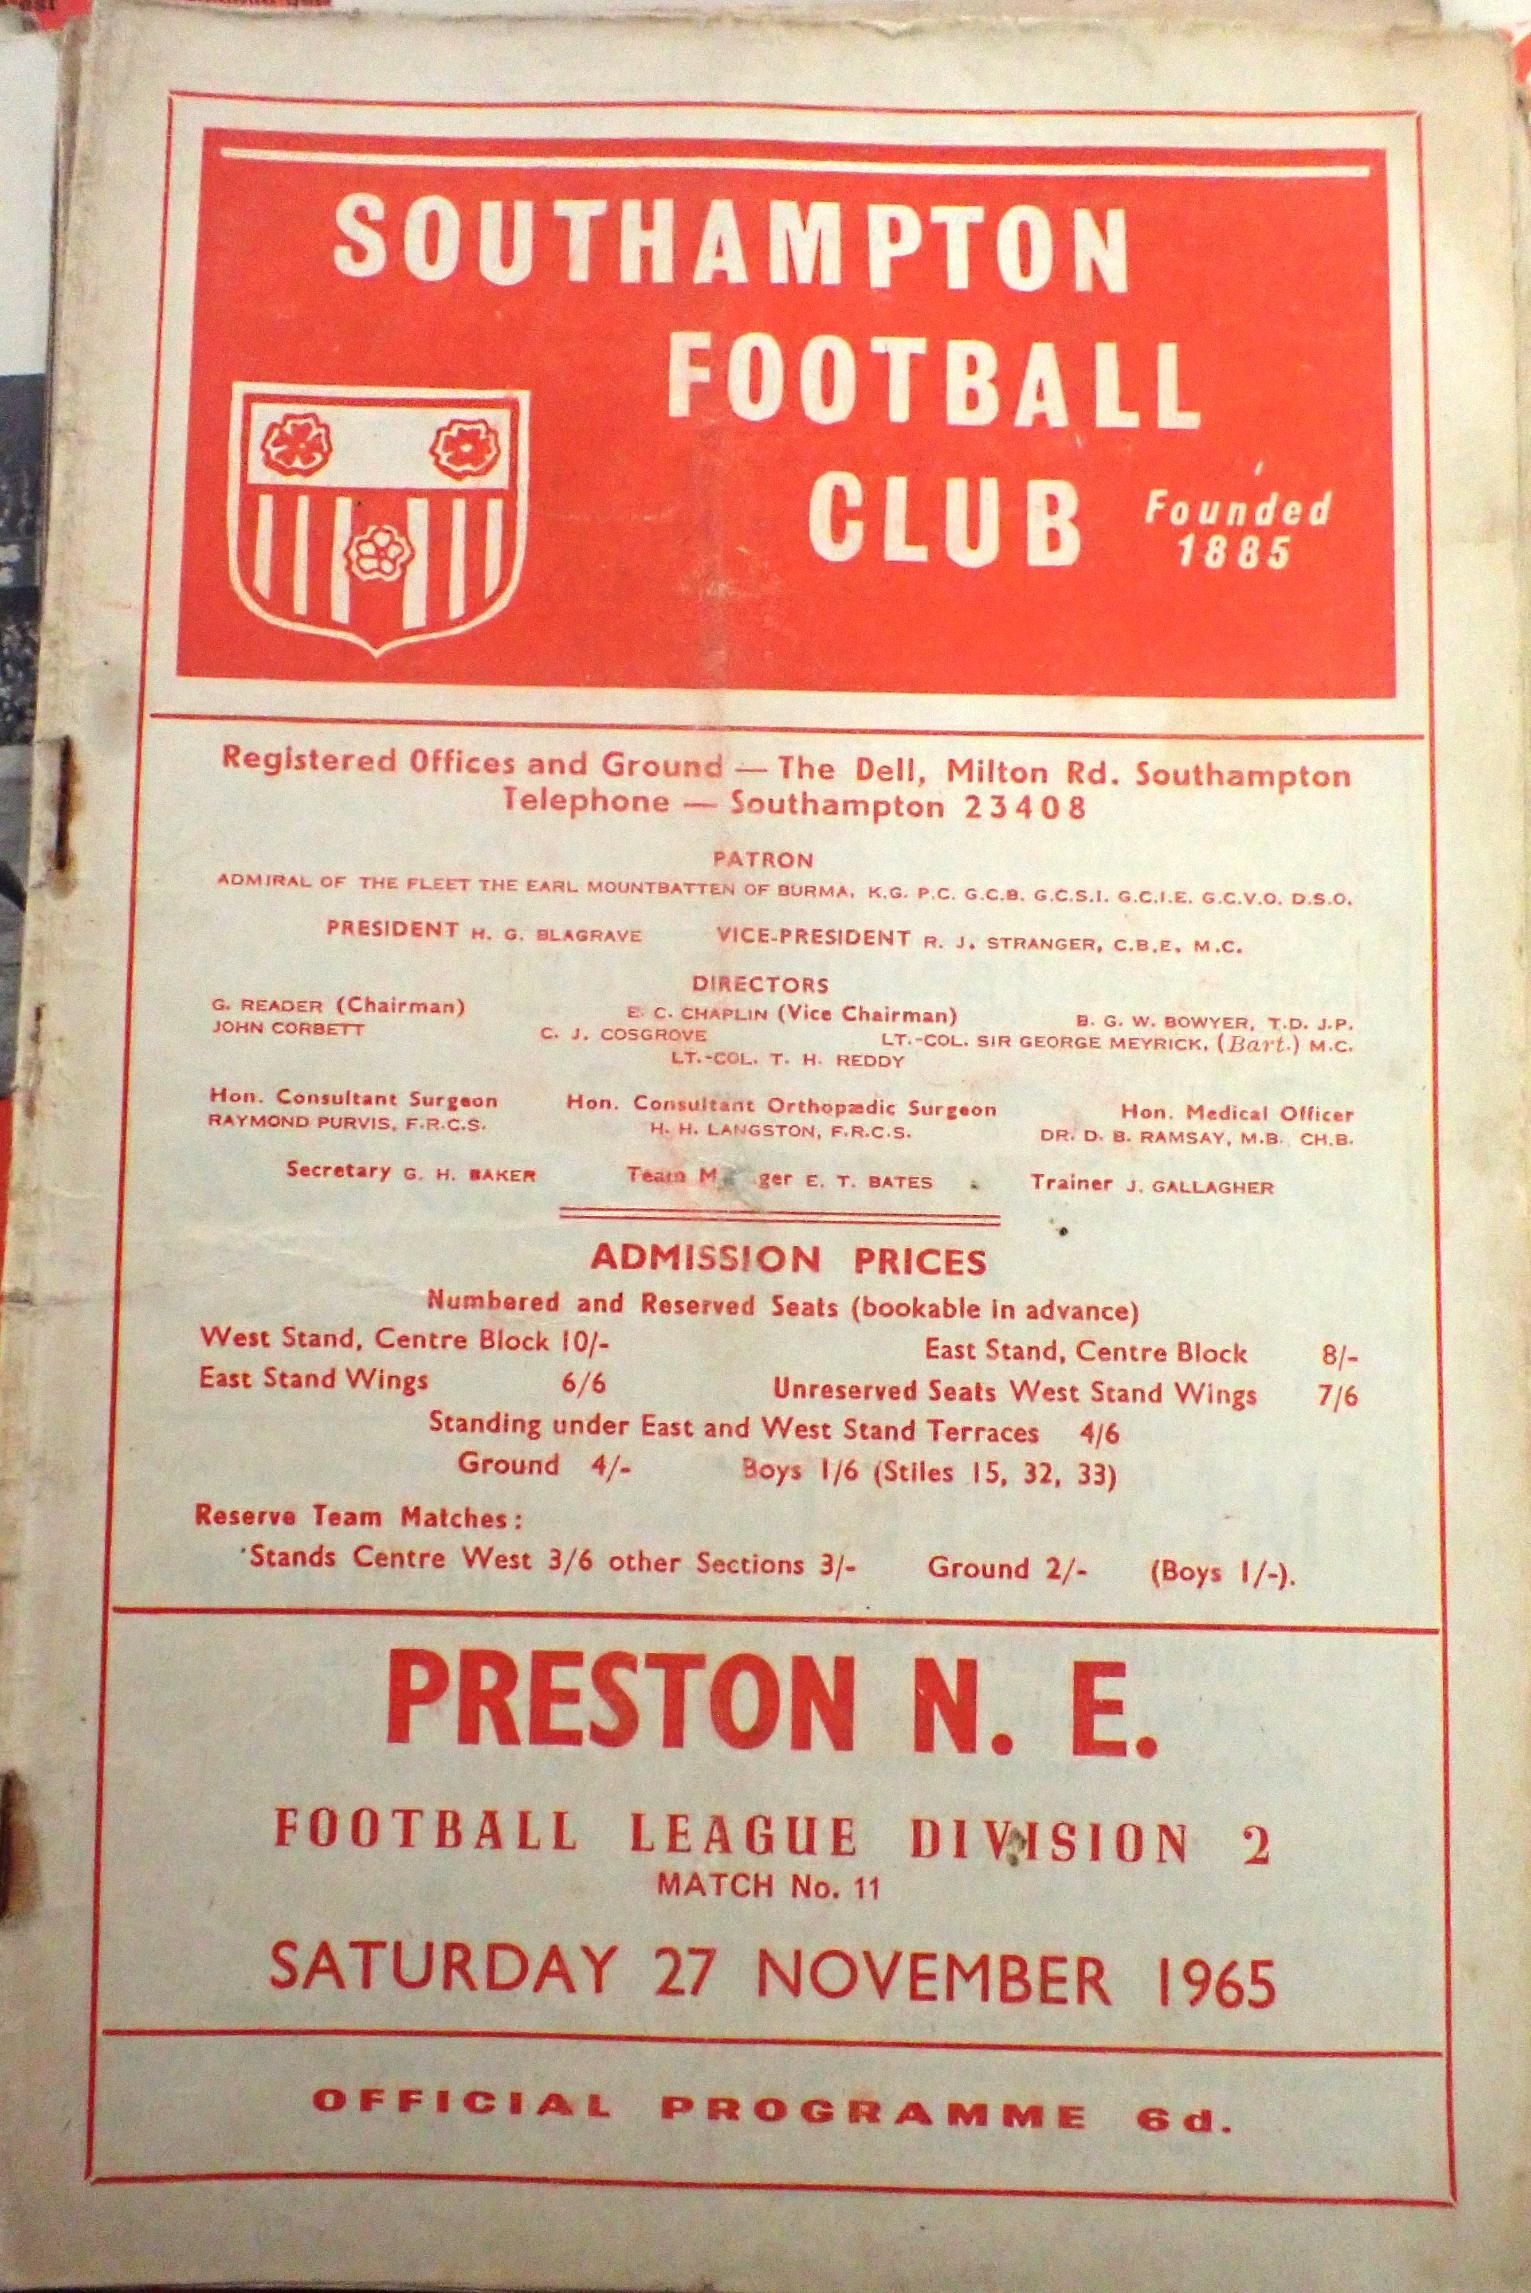 SOUTHAMPTON
FOOTBALL
CLUB
Founded
1885
Registered Offices and Ground — The Dell, Milton Rd. Southampton
Telephone — Southampton 23408
PATRON
ADMIRAL OF THE FLEET THE EARL MOUNTBATTEN OF BURMA, K.G. P.C. G.C.B. G.C.S.I. G.C.I.E. G.C.V.O. D.S.O.
PRESIDENT H. G. BLAGRAVE VICE-PRESIDENT R. J. STRANGER, C.B.E, M.C.
DIRECTORS
G. READER (Chairman) E. C. CHAPLIN (Vice Chairman) B. G. W. BOWYER, T.D. J.P.
JOHN CORBETT C. J. COSGROVE LT.-COL. SIR GEORGE MEYRICK, (Bart.) M.C.
LT.-COL. T. H. REDDY
Hon. Consultant Surgeon Hon. Consultant Orthopædic Surgeon Hon. Medical Officer
RAYMOND PURVIS, F.R.C.S. H. H. LANGSTON, F.R.C.S. DR. D. B. RAMSAY, M.B. CH.B.
Secretary G. H. BAKER Team M ger E. T. BATES Trainer J. GALLAGHER
ADMISSION PRICES
Numbered and Reserved Seats (bookable in advance)
West Stand, Centre Block 10/- East Stand, Centre Block 8/-
East Stand Wings 6/6 Unreserved Seats West Stand Wings 7/6
Standing under East and West Stand Terraces 4/6
Ground 4/- Boys 1/6 (Stiles 15, 32, 33)
Reserve Team Matches:
Stands Centre West 3/6 other Sections 3/- Ground 2/- (Boys 1/-).
PRESTON N. E.
FOOTBALL LEAGUE DIVISION 2
MATCH No. 11
SATURDAY 27 NOVEMBER 1965
OFFICIAL PROGRAMME 6d.